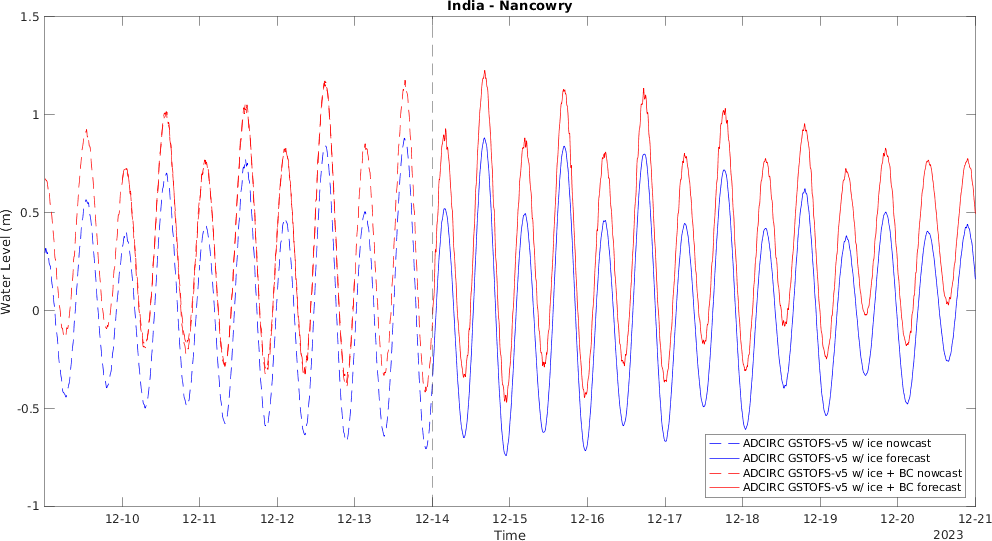 India - Nancowry
1.5
1
0.5
0
-0.5
-1
Water Level (m)
12-10 12-11 12-12 12-13 12-14 12-15 12-16 12-17 12-18 12-19 12-20 12-21
Time
2023
ADCIRC GSTOFS-v5 w/ ice nowcast
ADCIRC GSTOFS-v5 w/ ice forecast
ADCIRC GSTOFS-v5 w/ ice + BC nowcast
ADCIRC GSTOFS-v5 w/ ice + BC forecast